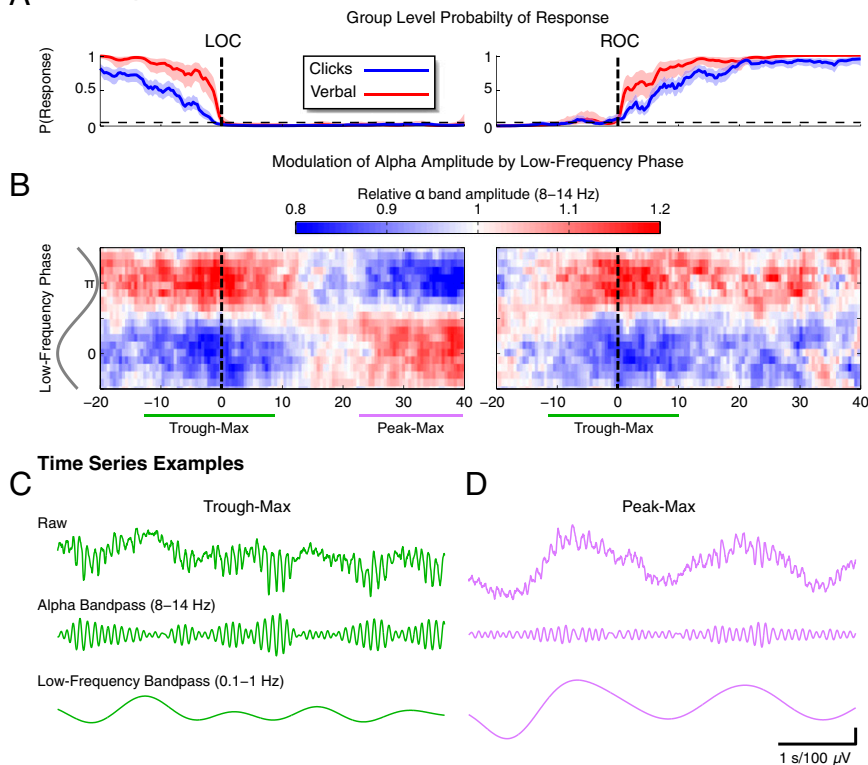 A
Group Level Probabilty of Response
LOC
ROC
P(Response)
1
0.5
0
Clicks
Verbal
1
5
0
Modulation of Alpha Amplitude by Low-Frequency Phase
B
Relative α band amplitude (8–14 Hz)
0.8 0.9 1 1.1 1.2
Low-Frequency Phase
π
0
−20 −10 0 10 20 30 40
−20 −10 0 10 20 30 40
Trough-Max
Peak-Max
Trough-Max
Time Series Examples
C
Trough-Max
Raw
Alpha Bandpass (8–14 Hz)
Low-Frequency Bandpass (0.1–1 Hz)
D
Peak-Max
1 s/100 μV